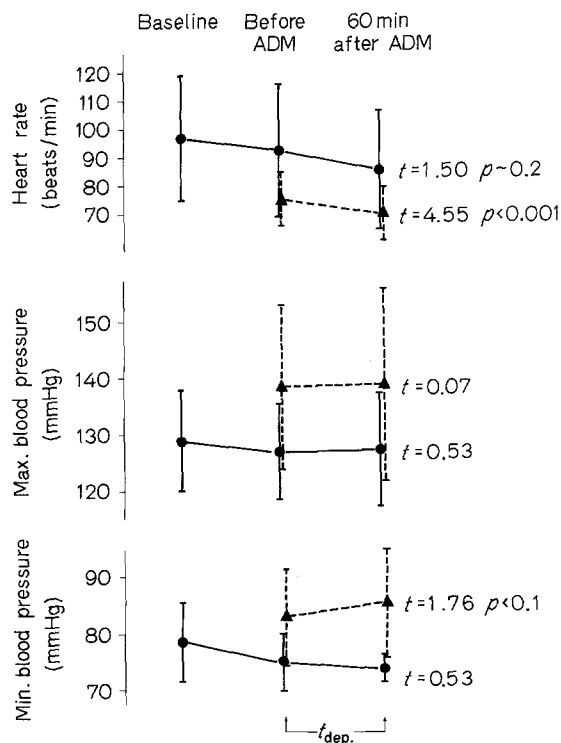 Baseline Before ADM 60 min after ADM
Heart rate (beats/min)
120
110
100
90
80
70
t=1.50 p~0.2
t=4.55 p<0.001
Max. blood pressure (mmHg)
150
140
130
120
t=0.07
t=0.53
Min. blood pressure (mmHg)
90
80
70
t=1.76 p<0.1
t=0.53
t dep.